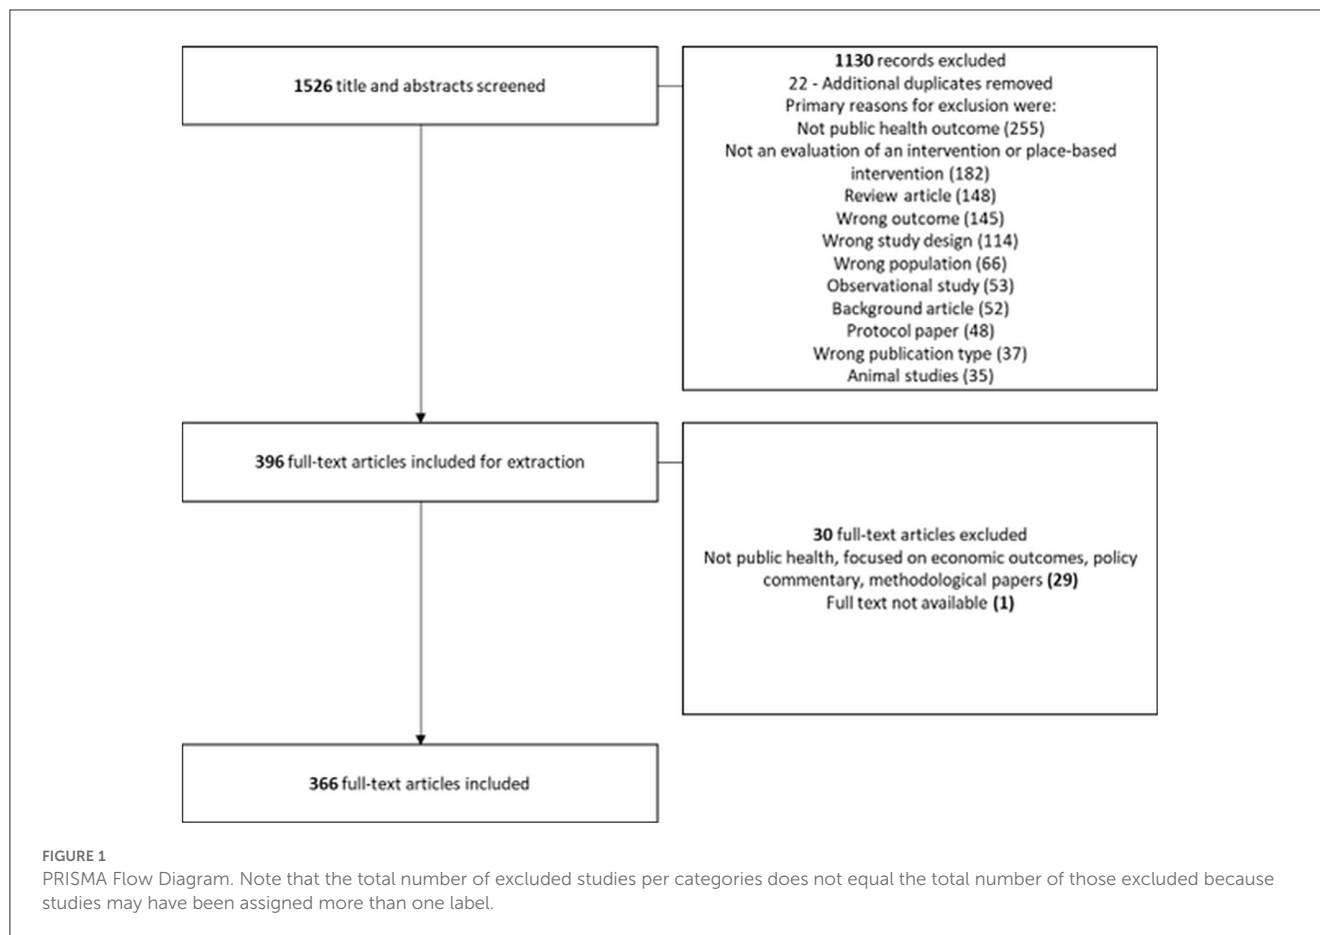 1526 title and abstracts screened
1130 records excluded
22 - Additional duplicates removed
Primary reasons for exclusion were:
Not public health outcome (255)
Not an evaluation of an intervention or place-based
intervention (182)
Review article (148)
Wrong outcome (145)
Wrong study design (114)
Wrong population (66)
Observational study (53)
Background article (52)
Protocol paper (48)
Wrong publication type (37)
Animal studies (35)
396 full-text articles included for extraction
30 full-text articles excluded
Not public health, focused on economic outcomes, policy
commentary, methodological papers (29)
Full text not available (1)
366 full-text articles included
FIGURE 1
PRISMA Flow Diagram. Note that the total number of excluded studies per categories does not equal the total number of those excluded because
studies may have been assigned more than one label.